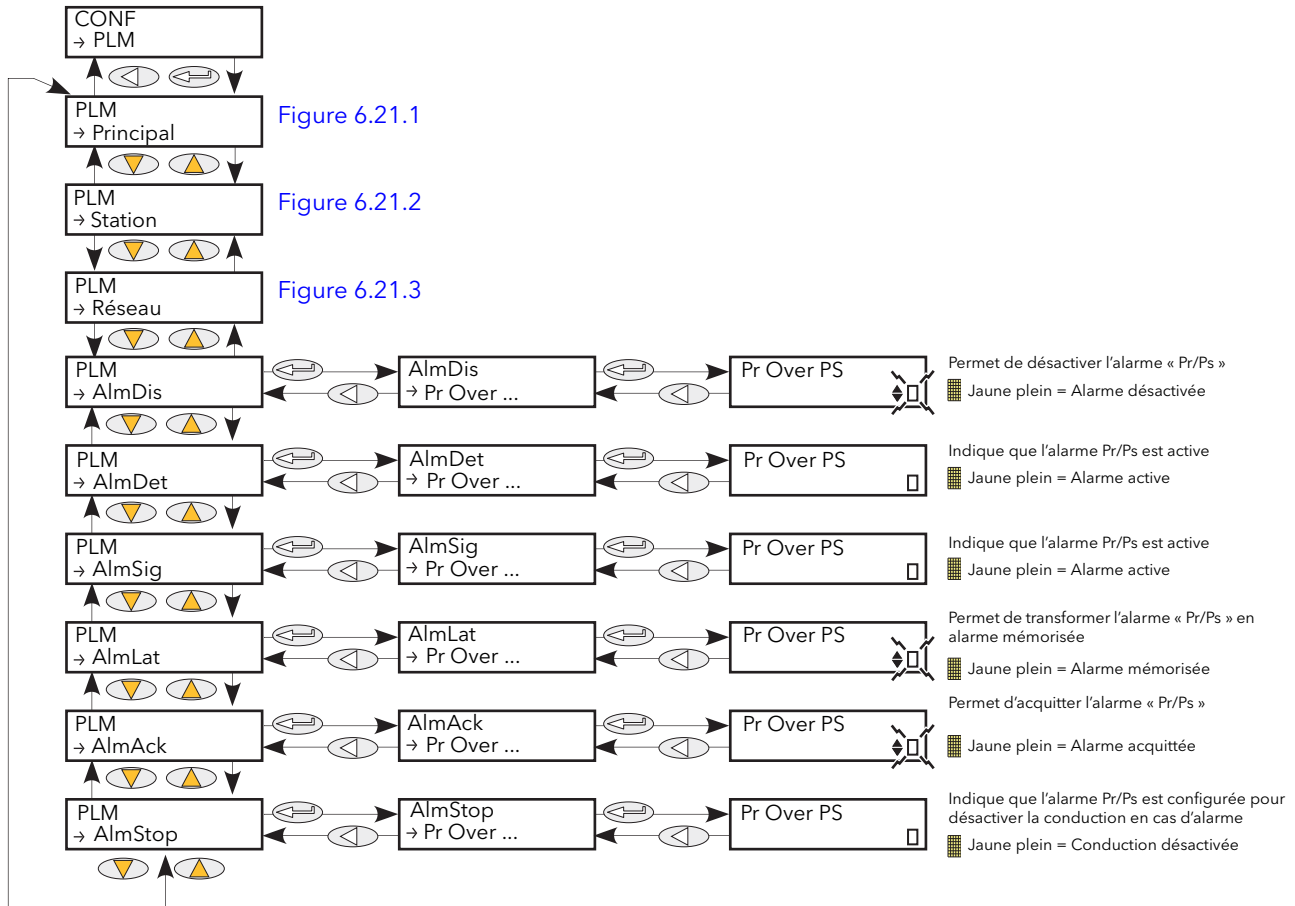 CONF
→ PLM
PLM
→ Principal
Figure 6.21.1
PLM
→ Station
Figure 6.21.2
PLM
→ Réseau
Figure 6.21.3
PLM
→ AlmDis
AlmDis
→ Pr Over ...
Pr Over PS
Permet de désactiver l'alarme « Pr/Ps »
Jaune plein = Alarme désactivée
PLM
→ AlmDet
AlmDet
→ Pr Over ...
Pr Over PS
Indique que l'alarme Pr/Ps est active
Jaune plein = Alarme active
PLM
→ AlmSig
AlmSig
→ Pr Over ...
Pr Over PS
Indique que l'alarme Pr/Ps est active
Jaune plein = Alarme active
PLM
→ AlmLat
AlmLat
→ Pr Over ...
Pr Over PS
Permet de transformer l'alarme « Pr/Ps » en
alarme mémorisée
Jaune plein = Alarme mémorisée
PLM
→ AlmAck
AlmAck
→ Pr Over ...
Pr Over PS
Permet d'acquitter l'alarme « Pr/Ps »
Jaune plein = Alarme acquittée
PLM
→ AlmStop
AlmStop
→ Pr Over ...
Pr Over PS
Indique que l'alarme Pr/Ps est configurée pour
désactiver la conduction en cas d'alarme
Jaune plein = Conduction désactivée